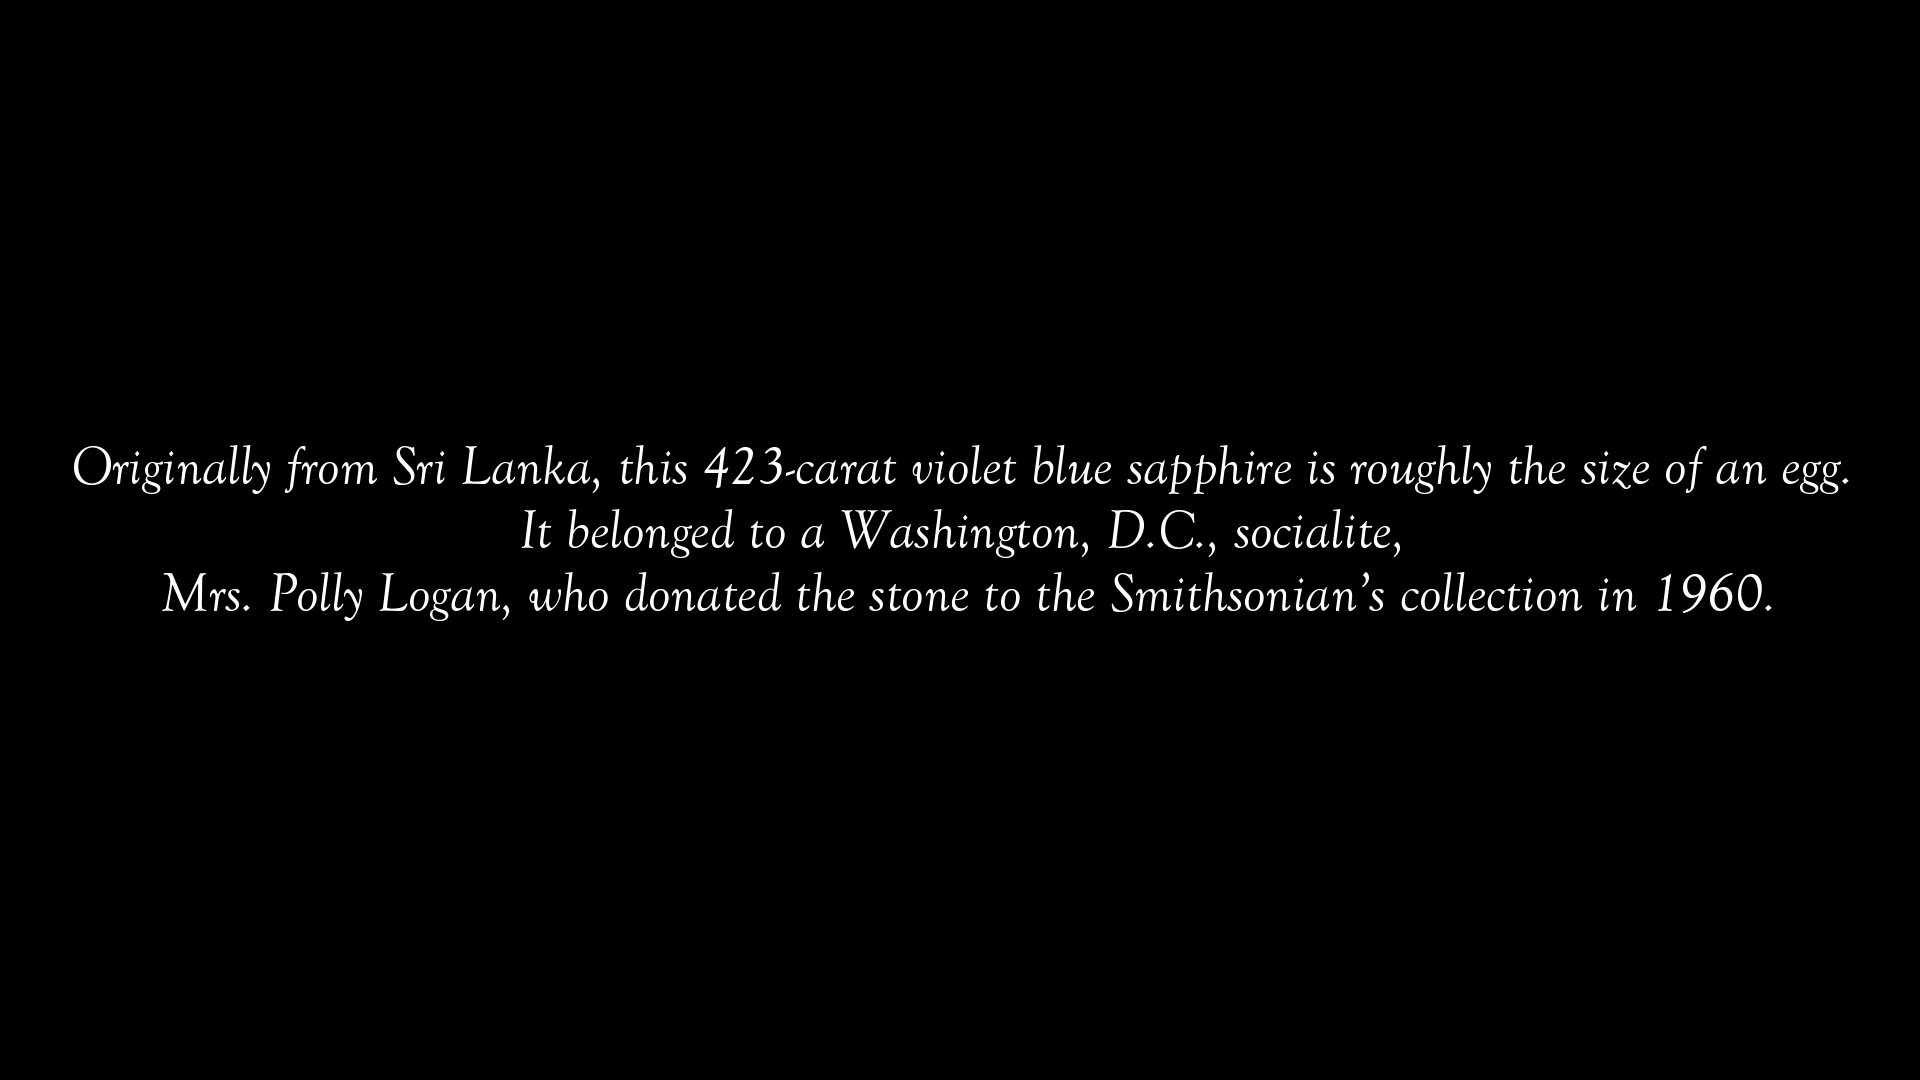 Originally from Sri Lanka, this 423-carat violet blue sapphire is roughly the size of an egg.
It belonged to a Washington, D.C., socialite,
Mrs. Polly Logan, who donated the stone to the Smithsonian’s collection in 1960.